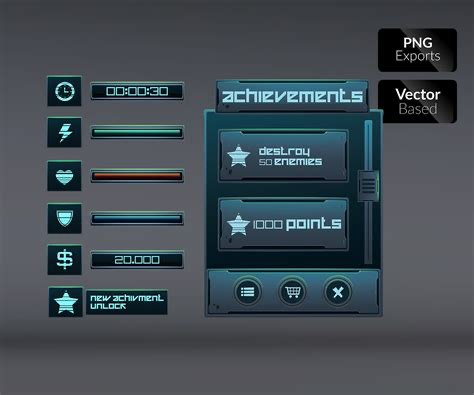 PNG
Exports
Vector
Based
00:00:30
20.000
NEW ACHIVMENT
UNLOCK
ACHIEVEMENTS
DESTROY
50 ENEMIES
1000 POINTS